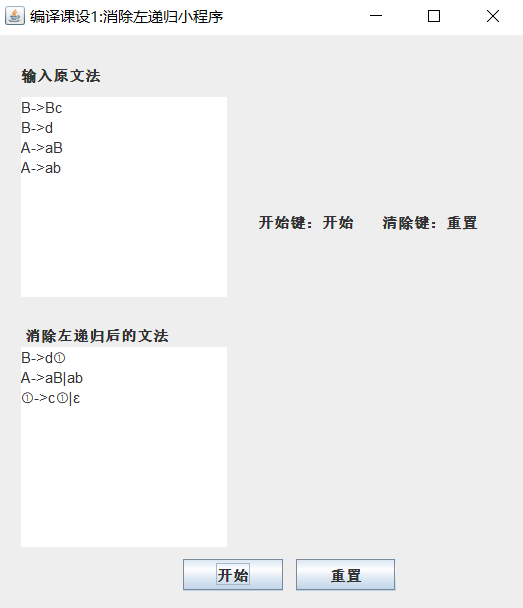 编译课设1:消除左递归小程序
输入原文法
B->Bc
B->d
A->aB
A->ab
开始键：开始 清除键：重置
消除左递归后的文法
B->d①
A->aB|ab
①->c①|ε
开始 重置